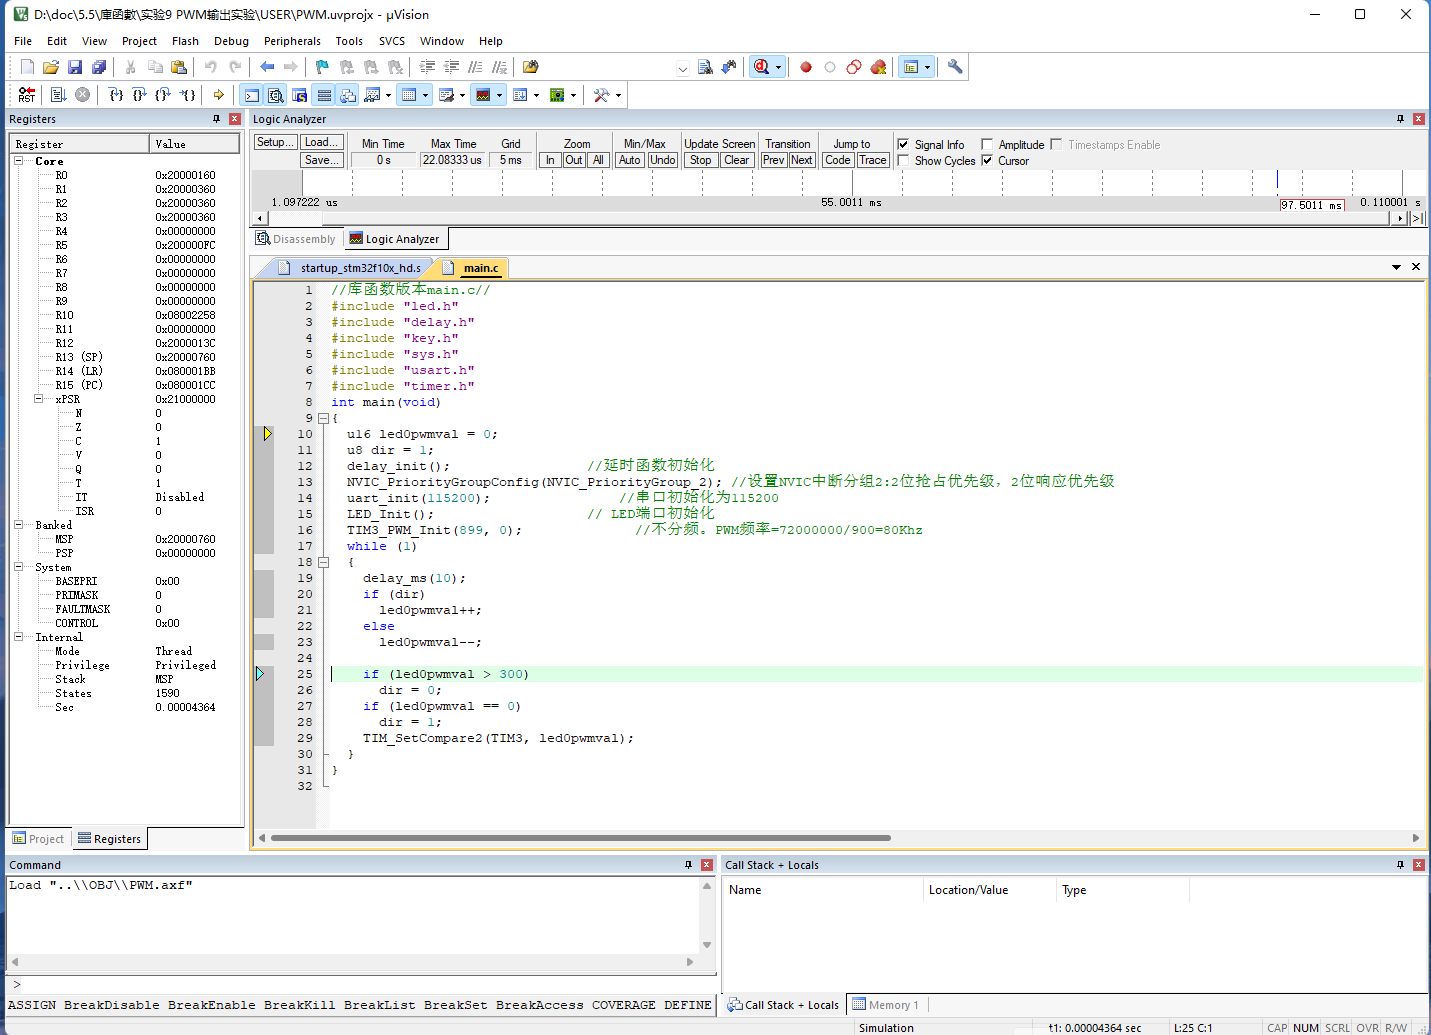 D:\doc\5.5\庫函數\实验9 PWM输出实验\USER\PWM.uvprojx - µVision
File Edit View Project Flash Debug Peripherals Tools SVCS Window Help
RST
Registers
Register Value
Core
R0 0x20000160
R1 0x20000360
R2 0x20000360
R3 0x20000360
R4 0x00000000
R5 0x200000FC
R6 0x00000000
R7 0x00000000
R8 0x00000000
R9 0x00000000
R10 0x08002258
R11 0x00000000
R12 0x2000013C
R13 (SP) 0x20000760
R14 (LR) 0x080001BB
R15 (PC) 0x080001CC
xPSR 0x21000000
N 0
Z 0
C 1
V 0
Q 0
T 1
IT Disabled
ISR 0
Banked
MSP 0x20000760
PSP 0x00000000
System
BASEPRI 0x00
PRIMASK 0
FAULTMASK 0
CONTROL 0x00
Internal
Mode Thread
Privilege Privileged
Stack MSP
States 1590
Sec 0.00004364
Project Registers
Logic Analyzer
Setup... Load... Min Time Max Time Grid Zoom Min/Max Update Screen Transition Jump to Signal Info Amplitude Timestamps Enable
Save... 0 s 22.08333 us 5 ms In Out All Auto Undo Stop Clear Prev Next Code Trace Show Cycles Cursor
1.097222 us 55.0011 ms 97.5011 ms 0.110001 s
Disassembly Logic Analyzer
startup_stm32f10x_hd.s main.c
1 //库函数版本main.c//
2 #include "led.h"
3 #include "delay.h"
4 #include "key.h"
5 #include "sys.h"
6 #include "usart.h"
7 #include "timer.h"
8 int main(void)
9 {
10 u16 led0pwmval = 0;
11 u8 dir = 1;
12 delay_init(); //延时函数初始化
13 NVIC_PriorityGroupConfig(NVIC_PriorityGroup_2); //设置NVIC中断分组2:2位抢占优先级，2位响应优先级
14 uart_init(115200); //串口初始化为115200
15 LED_Init(); // LED端口初始化
16 TIM3_PWM_Init(899, 0); //不分频。PWM频率=72000000/900=80Khz
17 while (1)
18 {
19 delay_ms(10);
20 if (dir)
21 led0pwmval++;
22 else
23 led0pwmval--;
24
25 if (led0pwmval > 300)
26 dir = 0;
27 if (led0pwmval == 0)
28 dir = 1;
29 TIM_SetCompare2(TIM3, led0pwmval);
30 }
31 }
32
Command
Load "..\\OBJ\\PWM.axf"
>
ASSIGN BreakDisable BreakEnable BreakKill BreakList BreakSet BreakAccess COVERAGE DEFINE
Call Stack + Locals
Name Location/Value Type
Call Stack + Locals Memory 1
Simulation t1: 0.00004364 sec L:25 C:1 CAP NUM SCRL OVR R/W